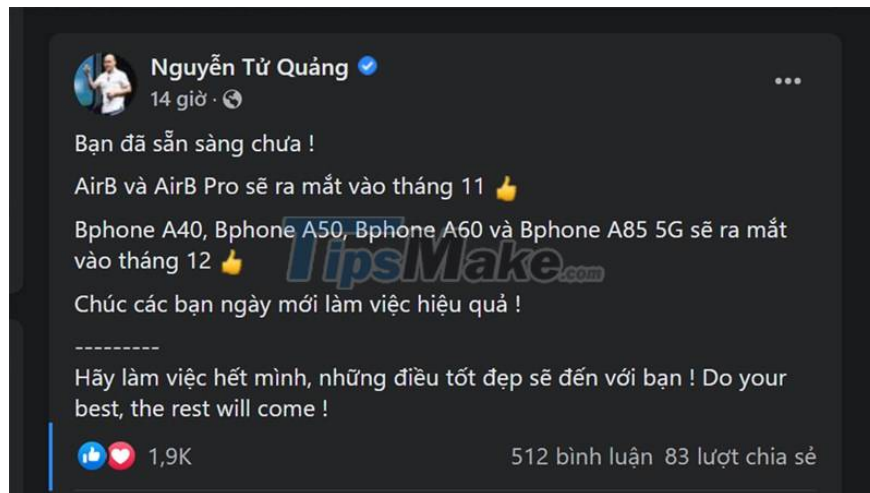 Nguyễn Tử Quảng
14 giờ ·
Bạn đã sẵn sàng chưa !
AirB và AirB Pro sẽ ra mắt vào tháng 11 👍
Bphone A40, Bphone A50, Bphone A60 và Bphone A85 5G sẽ ra mắt
vào tháng 12 👍
TipsMake.com
Chúc các bạn ngày mới làm việc hiệu quả !
---------
Hãy làm việc hết mình, những điều tốt đẹp sẽ đến với bạn ! Do your
best, the rest will come !
1,9K
512 bình luận 83 lượt chia sẻ